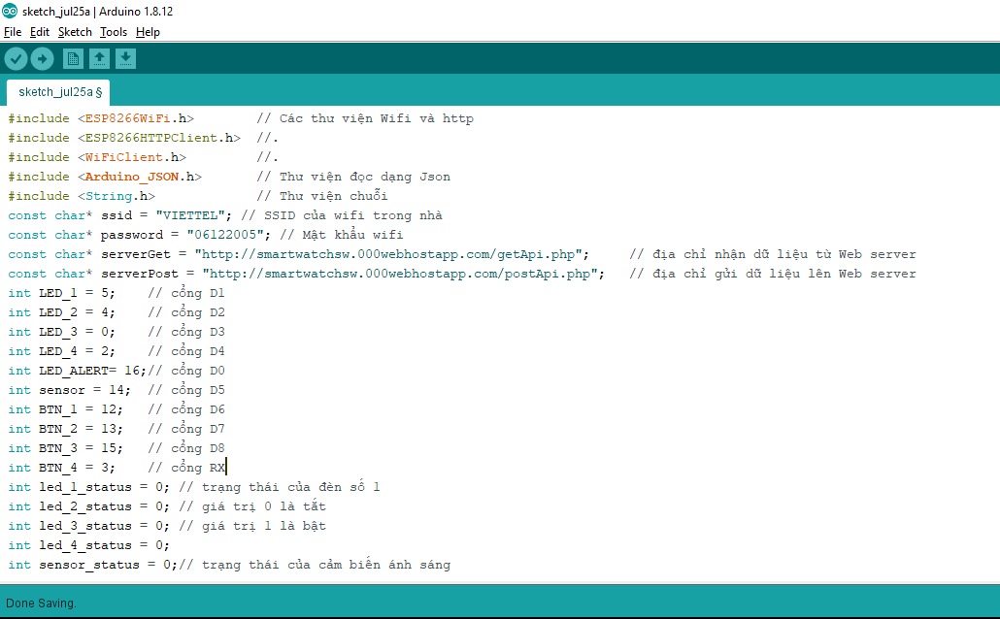 sketch_jul25a | Arduino 1.8.12
File Edit Sketch Tools Help
sketch_jul25a §
#include <ESP8266WiFi.h>        // Các thư viện Wifi và http
#include <ESP8266HTTPClient.h>  //.
#include <WiFiClient.h>         //.
#include <Arduino_JSON.h>       // Thư viện đọc dạng Json
#include <String.h>             // Thư viện chuỗi
const char* ssid = "VIETTEL"; // SSID của wifi trong nhà
const char* password = "06122005"; // Mật khẩu wifi
const char* serverGet = "http://smartwatchsw.000webhostapp.com/getApi.php";     // địa chỉ nhận dữ liệu từ Web server
const char* serverPost = "http://smartwatchsw.000webhostapp.com/postApi.php";   // địa chỉ gửi dữ liệu lên Web server
int LED_1 = 5;    // cổng D1
int LED_2 = 4;    // cổng D2
int LED_3 = 0;    // cổng D3
int LED_4 = 2;    // cổng D4
int LED_ALERT= 16;// cổng D0
int sensor = 14;  // cổng D5
int BTN_1 = 12;   // cổng D6
int BTN_2 = 13;   // cổng D7
int BTN_3 = 15;   // cổng D8
int BTN_4 = 3;    // cổng RX
int led_1_status = 0; // trạng thái của đèn số 1
int led_2_status = 0; // giá trị 0 là tắt
int led_3_status = 0; // giá trị 1 là bật
int led_4_status = 0;
int sensor_status = 0;// trạng thái của cảm biến ánh sáng
Done Saving.